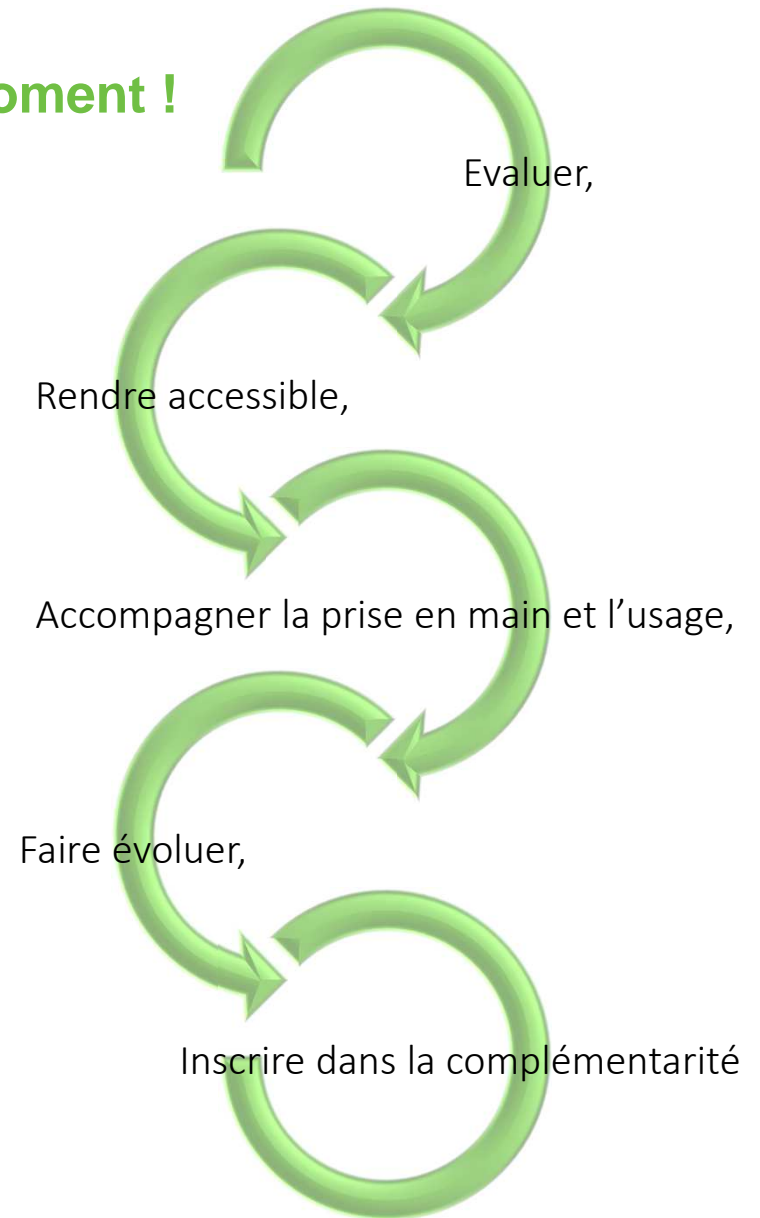 oment !
Evaluer,
Rendre accessible,
Accompagner la prise en main et l’usage,
Faire évoluer,
Inscrire dans la complémentarité